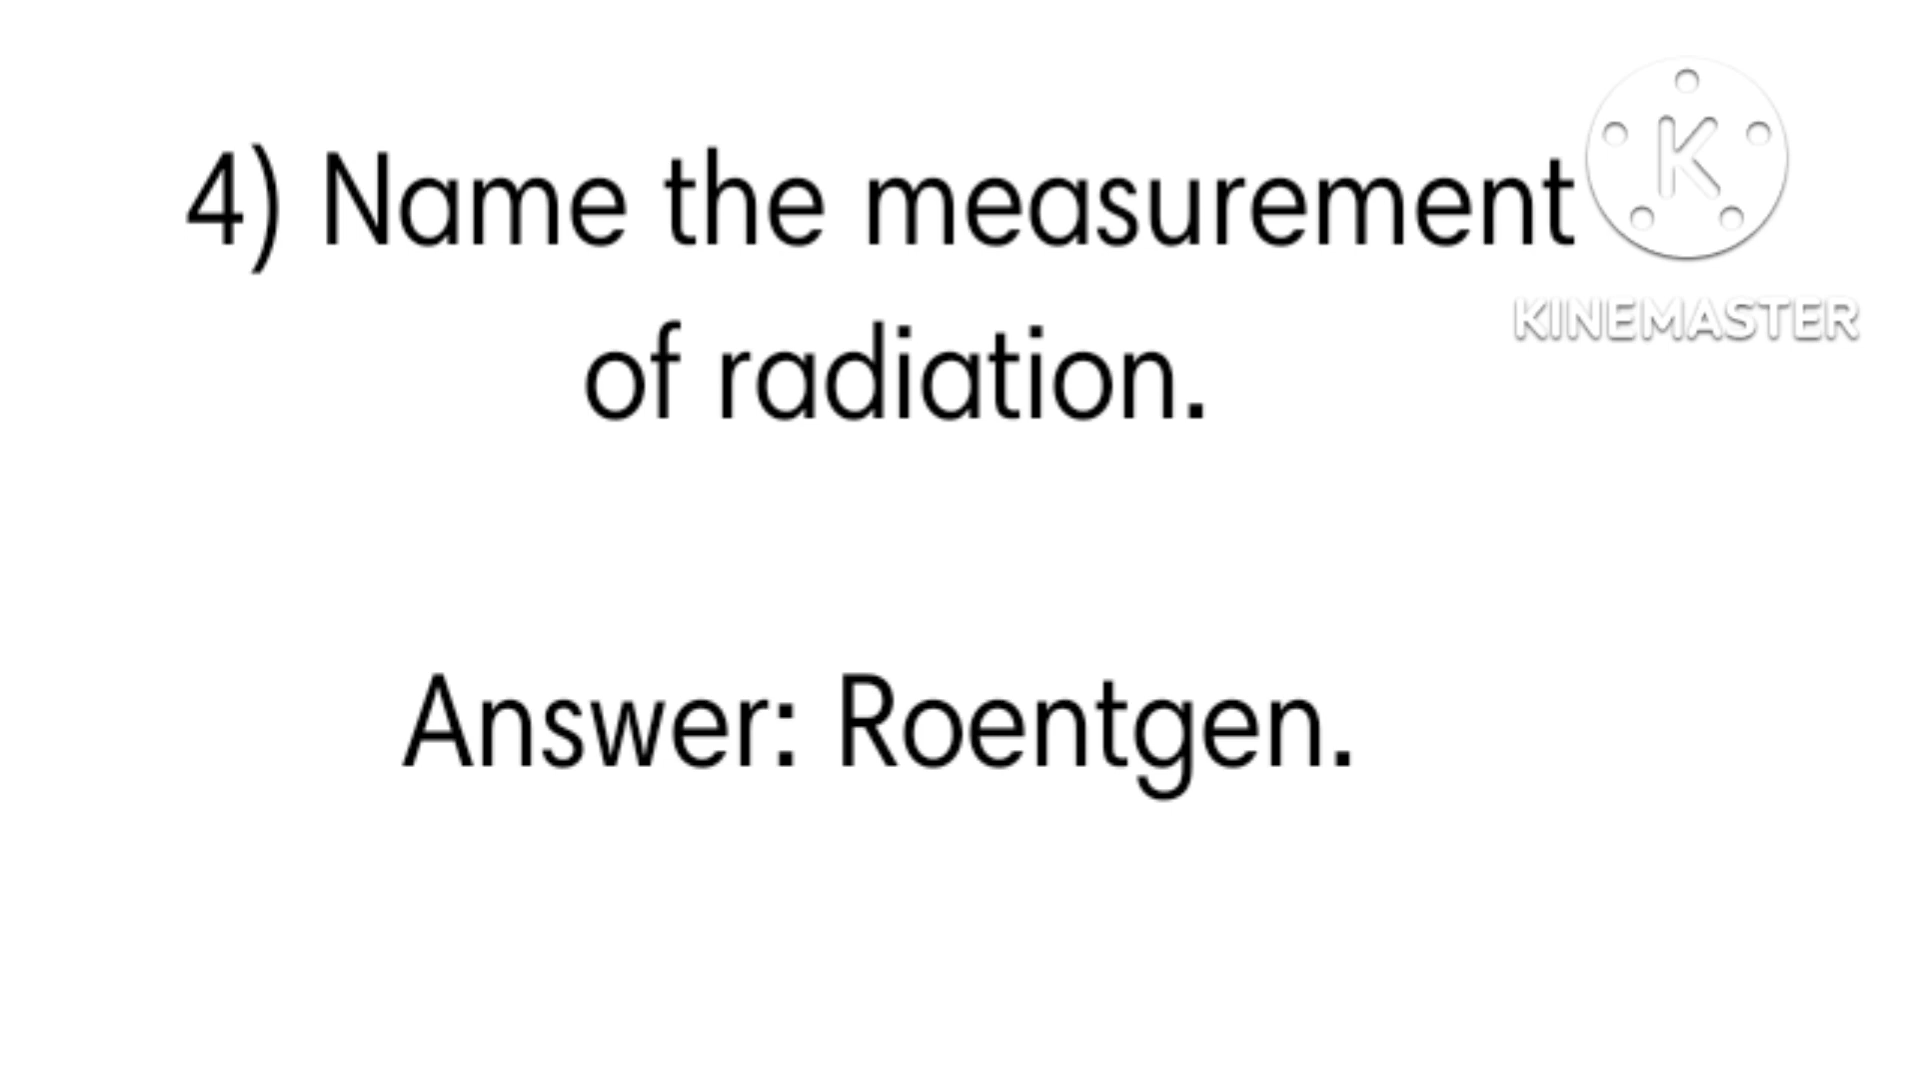 4) Name the measurement
K
KINEMASTER
of radiation.
Answer: Roentgen.